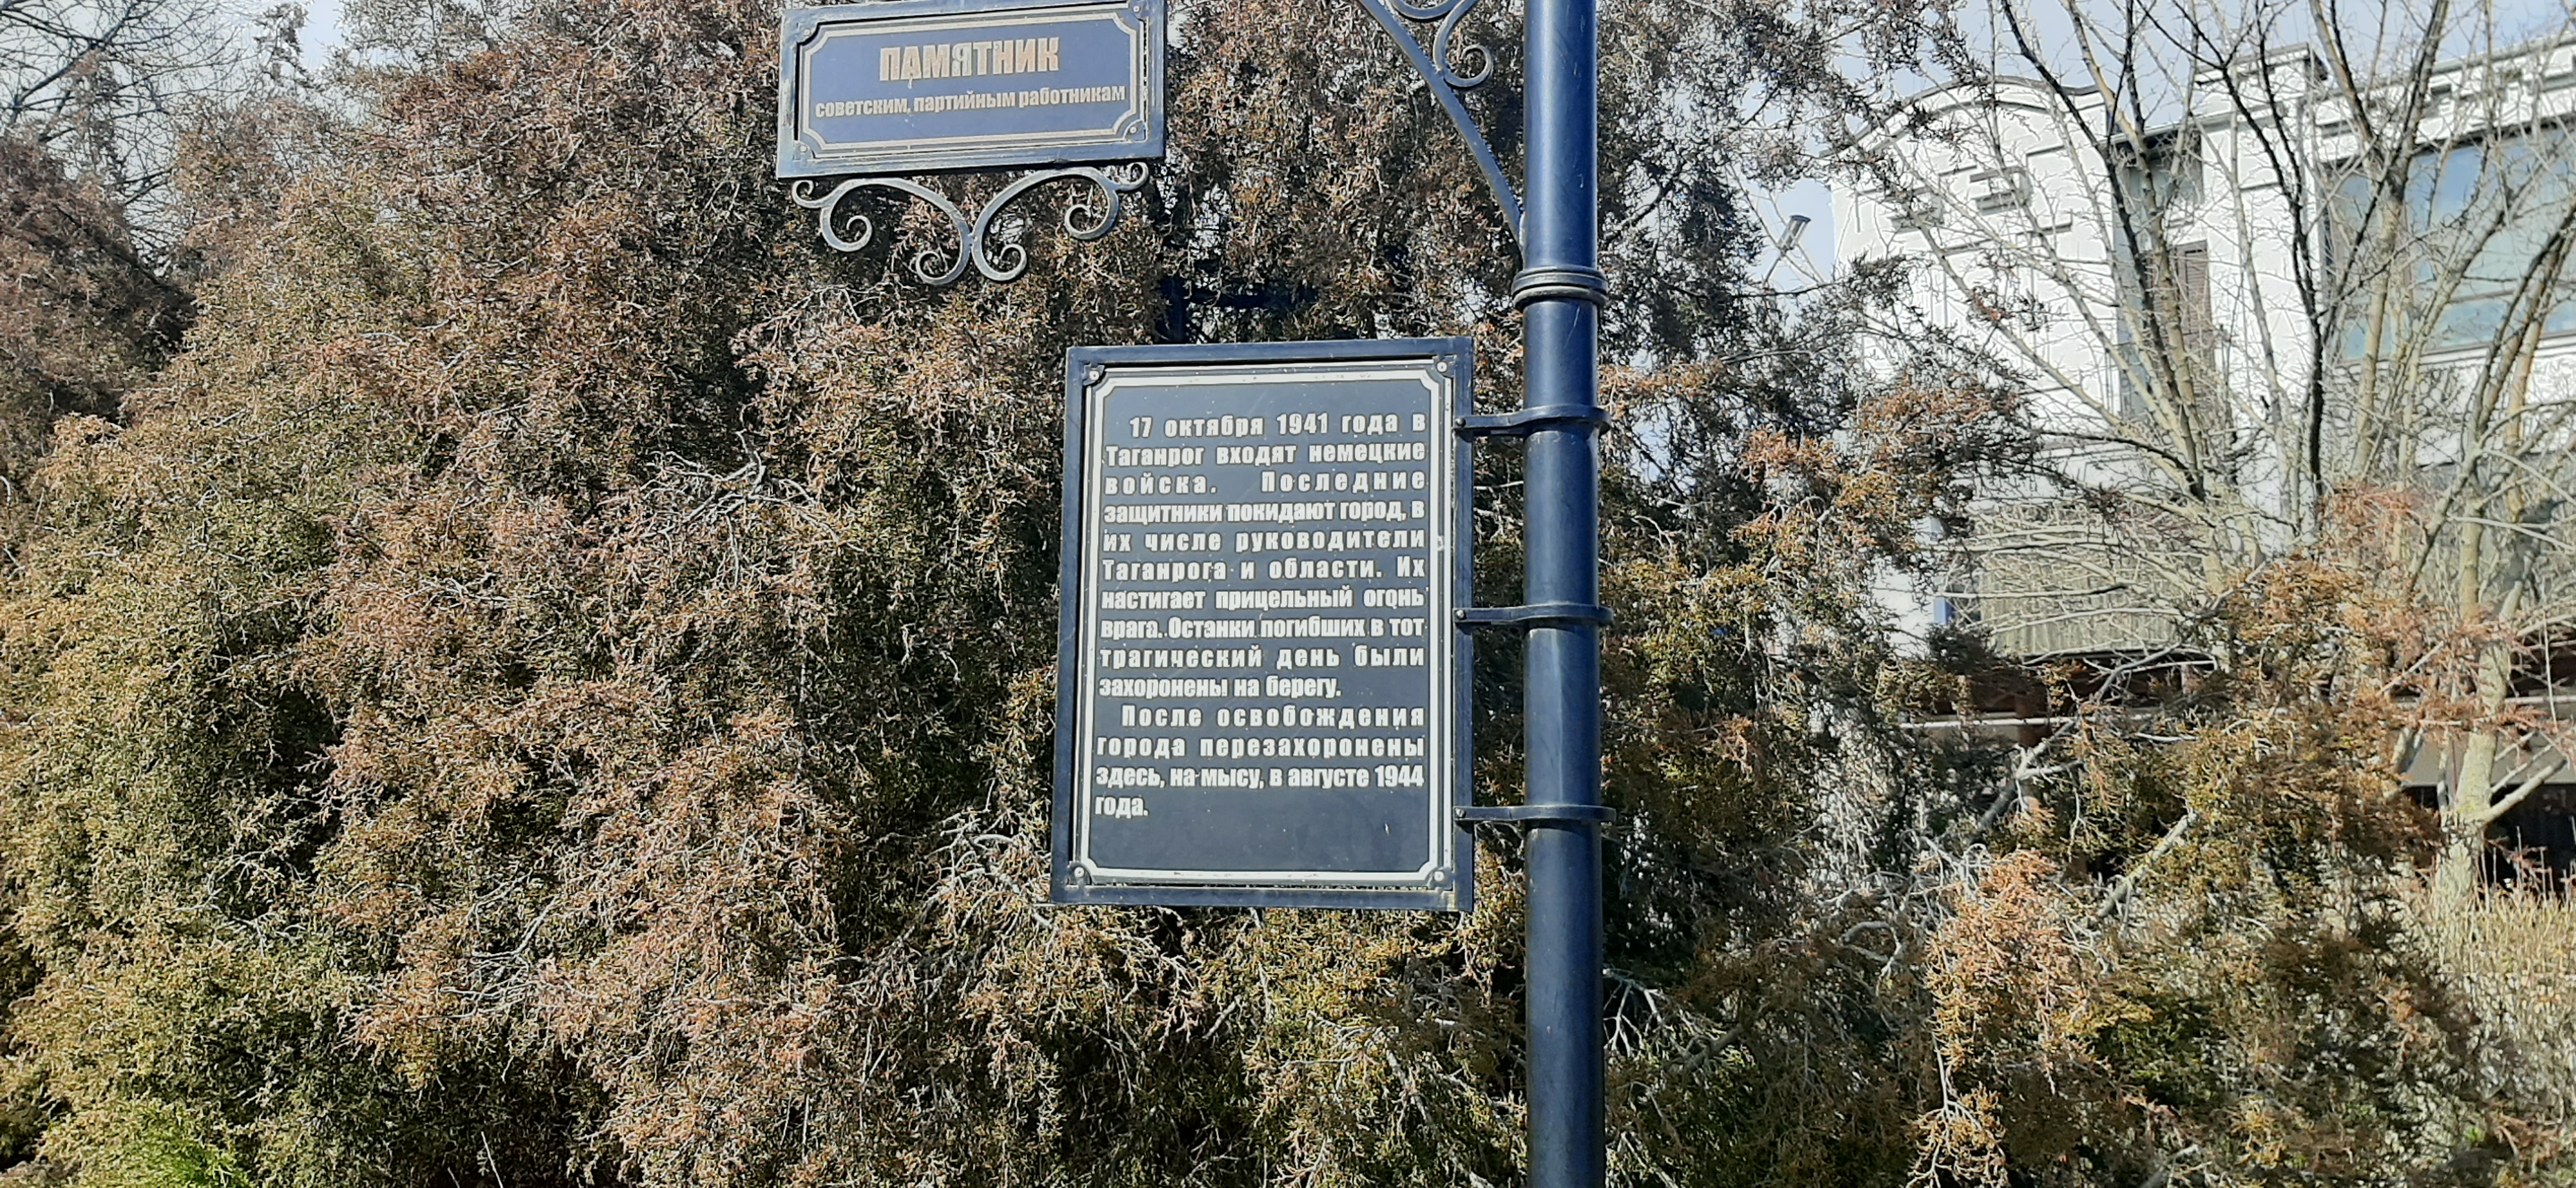 ПАМЯТНИК
советским, партийным работникам
17 октября 1941 года в
Таганрог входят немецкие
войска. Последние
защитники покидают город, в
их числе руководители
Таганрога и области. Их
настигает прицельный огонь
врага. Останки погибших в тот
трагический день были
захоронены на берегу.
После освобождения
города перезахоронены
здесь, на мысу, в августе 1944
года.